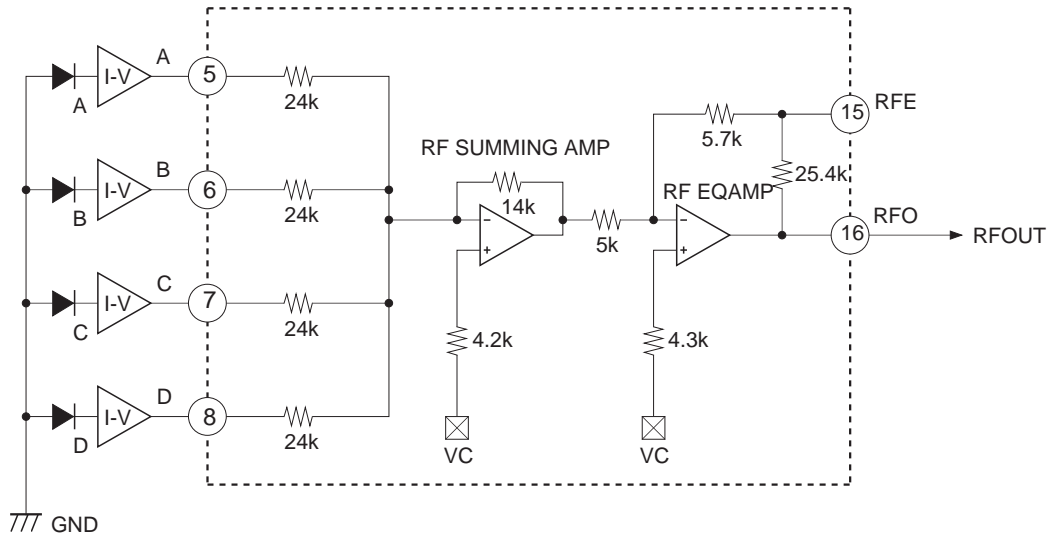 A
I-V
5
24k
A
B
I-V
6
24k
B
C
I-V
7
24k
C
D
I-V
8
24k
D
GND
RF SUMMING AMP
14k
−
+
4.2k
VC
5k
RF EQAMP
−
+
4.3k
VC
5.7k
25.4k
15
RFE
16
RFO
RFOUT